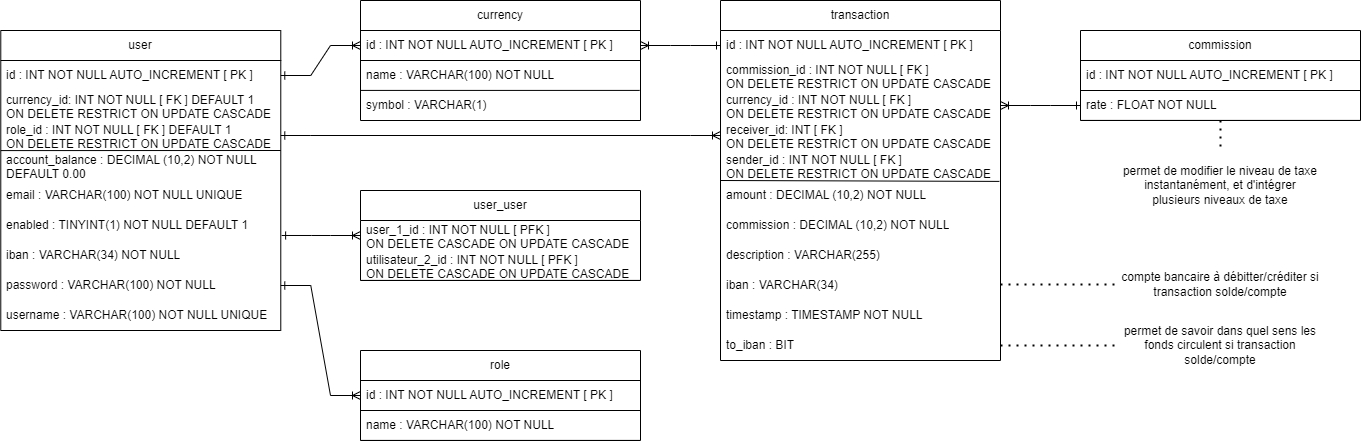 user
id : INT NOT NULL AUTO_INCREMENT [ PK ]
currency_id: INT NOT NULL [ FK ] DEFAULT 1
ON DELETE RESTRICT ON UPDATE CASCADE
role_id : INT NOT NULL [ FK ] DEFAULT 1
ON DELETE RESTRICT ON UPDATE CASCADE
account_balance : DECIMAL (10,2) NOT NULL
DEFAULT 0.00
email : VARCHAR(100) NOT NULL UNIQUE
enabled : TINYINT(1) NOT NULL DEFAULT 1
iban : VARCHAR(34) NOT NULL
password : VARCHAR(100) NOT NULL
username : VARCHAR(100) NOT NULL UNIQUE
currency
id : INT NOT NULL AUTO_INCREMENT [ PK ]
name : VARCHAR(100) NOT NULL
symbol : VARCHAR(1)
user_user
user_1_id : INT NOT NULL [ PFK ]
ON DELETE CASCADE ON UPDATE CASCADE
utilisateur_2_id : INT NOT NULL [ PFK ]
ON DELETE CASCADE ON UPDATE CASCADE
role
id : INT NOT NULL AUTO_INCREMENT [ PK ]
name : VARCHAR(100) NOT NULL
transaction
id : INT NOT NULL AUTO_INCREMENT [ PK ]
commission_id : INT NOT NULL [ FK ]
ON DELETE RESTRICT ON UPDATE CASCADE
currency_id : INT NOT NULL [ FK ]
ON DELETE RESTRICT ON UPDATE CASCADE
receiver_id: INT [ FK ]
ON DELETE RESTRICT ON UPDATE CASCADE
sender_id : INT NOT NULL [ FK ]
ON DELETE RESTRICT ON UPDATE CASCADE
amount : DECIMAL (10,2) NOT NULL
commission : DECIMAL (10,2) NOT NULL
description : VARCHAR(255)
iban : VARCHAR(34)
timestamp : TIMESTAMP NOT NULL
to_iban : BIT
commission
id : INT NOT NULL AUTO_INCREMENT [ PK ]
rate : FLOAT NOT NULL
permet de modifier le niveau de taxe
instantanément, et d'intégrer
plusieurs niveaux de taxe
compte bancaire à débitter/créditer si
transaction solde/compte
permet de savoir dans quel sens les
fonds circulent si transaction
solde/compte